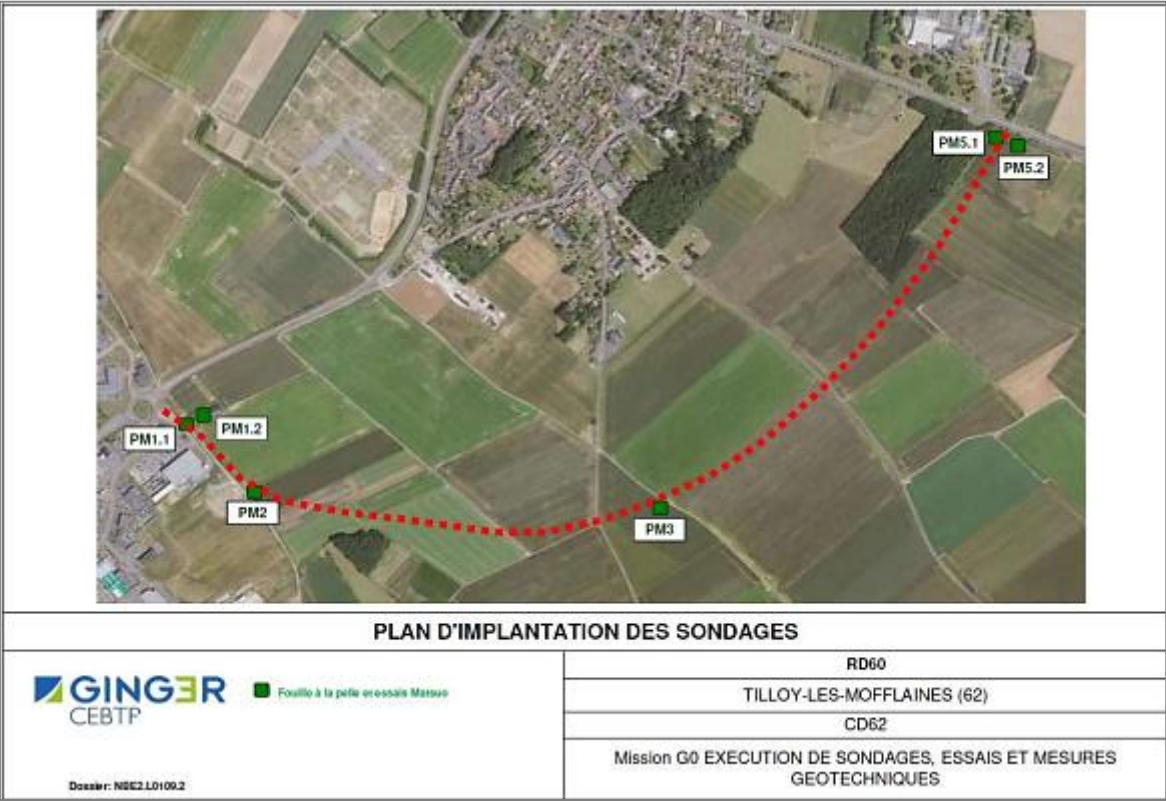 PM5.1
PM5.2
PM1.1
PM1.2
PM2
PM3
PLAN D'IMPLANTATION DES SONDAGES
GINGER
CEBTP
Fouille à la pelle et essais Matsuo
Dossier: NBE2.L0109.2
RD60
TILLOY-LES-MOFFLAINES (62)
CD62
Mission G0 EXECUTION DE SONDAGES, ESSAIS ET MESURES
GEOTECHNIQUES